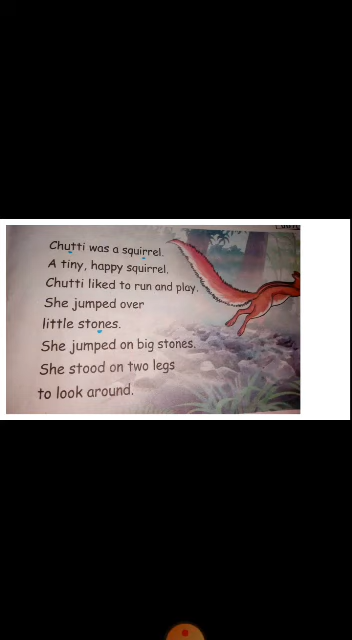 Chutti was a squirrel.
A tiny, happy squirrel.
Chutti liked to run and play.
She jumped over
little stones.
She jumped on big stones.
She stood on two legs
to look around.